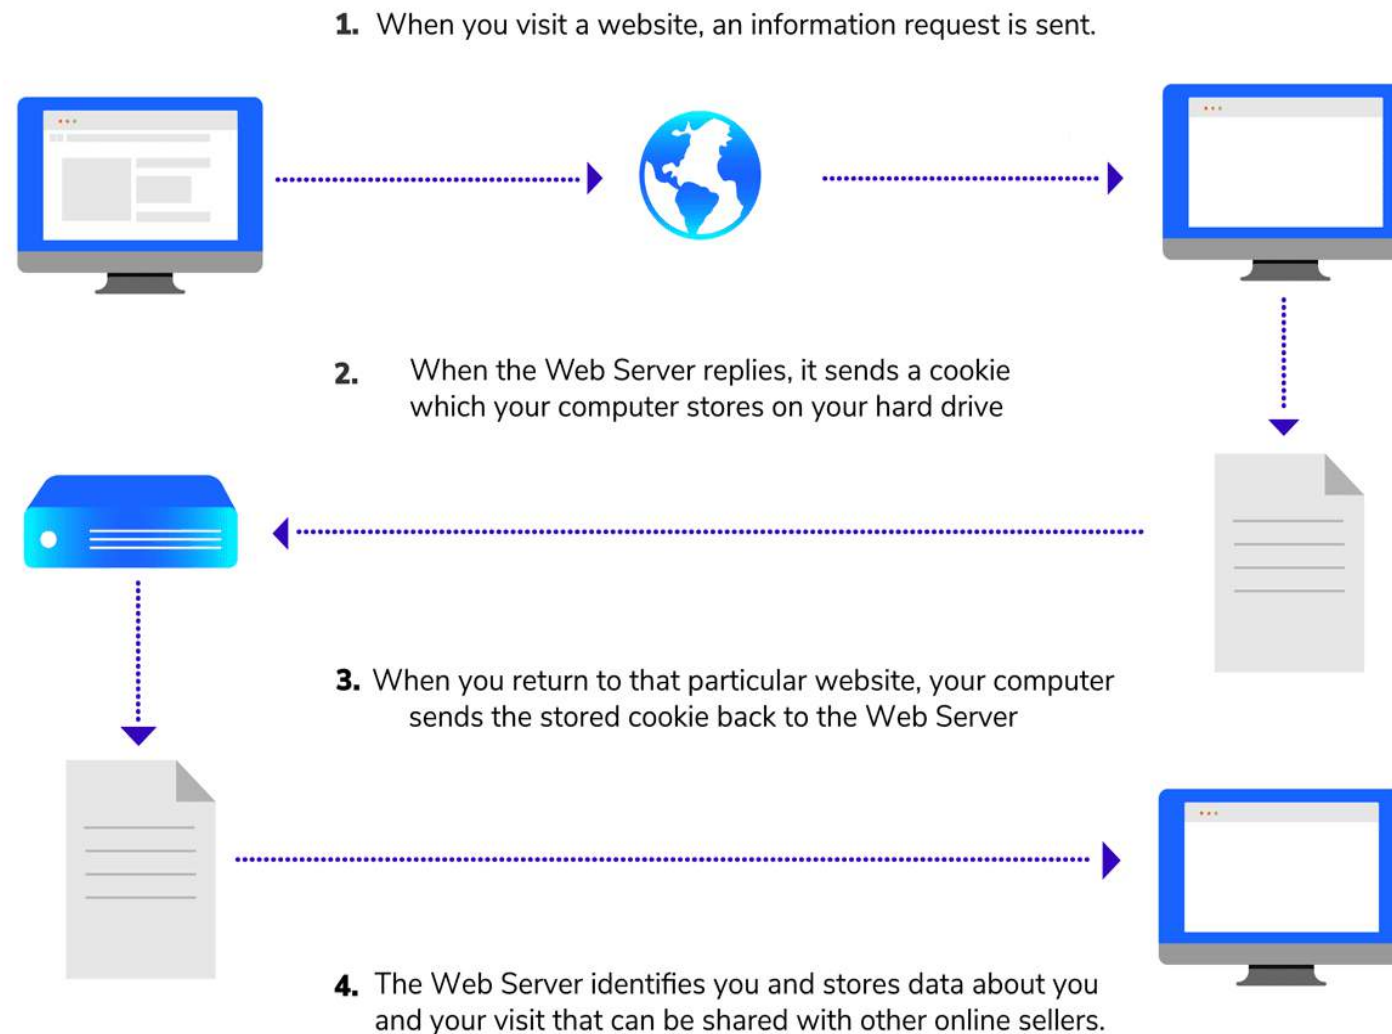 1. When you visit a website, an information request is sent.
2. When the Web Server replies, it sends a cookie
which your computer stores on your hard drive
3. When you return to that particular website, your computer
sends the stored cookie back to the Web Server
4. The Web Server identifies you and stores data about you
and your visit that can be shared with other online sellers.